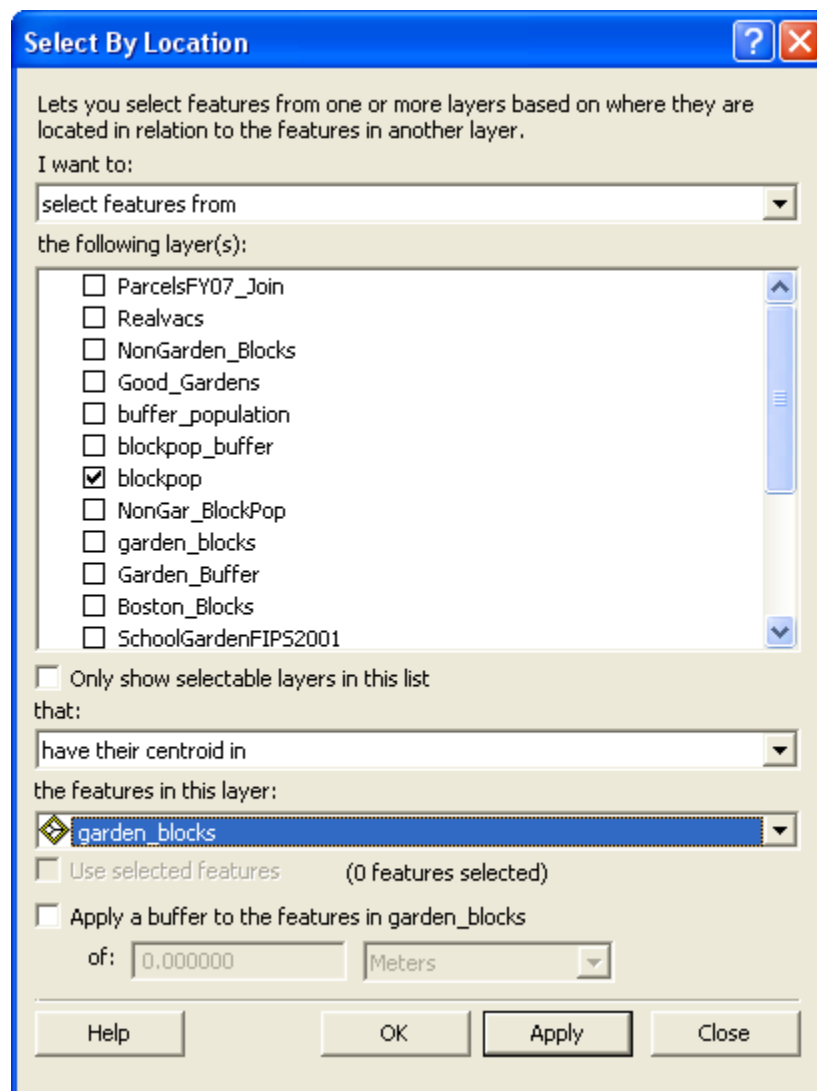 Select By Location
Lets you select features from one or more layers based on where they are
located in relation to the features in another layer.
I want to:
select features from
the following layer(s):
ParcelsFY07_Join
Realvacs
NonGarden_Blocks
Good_Gardens
buffer_population
blockpop_buffer
blockpop
NonGar_BlockPop
garden_blocks
Garden_Buffer
Boston_Blocks
SchoolGardenFIPS2001
Only show selectable layers in this list
that:
have their centroid in
the features in this layer:
garden_blocks
Use selected features (0 features selected)
Apply a buffer to the features in garden_blocks
of: 0.000000 Meters
Help OK Apply Close